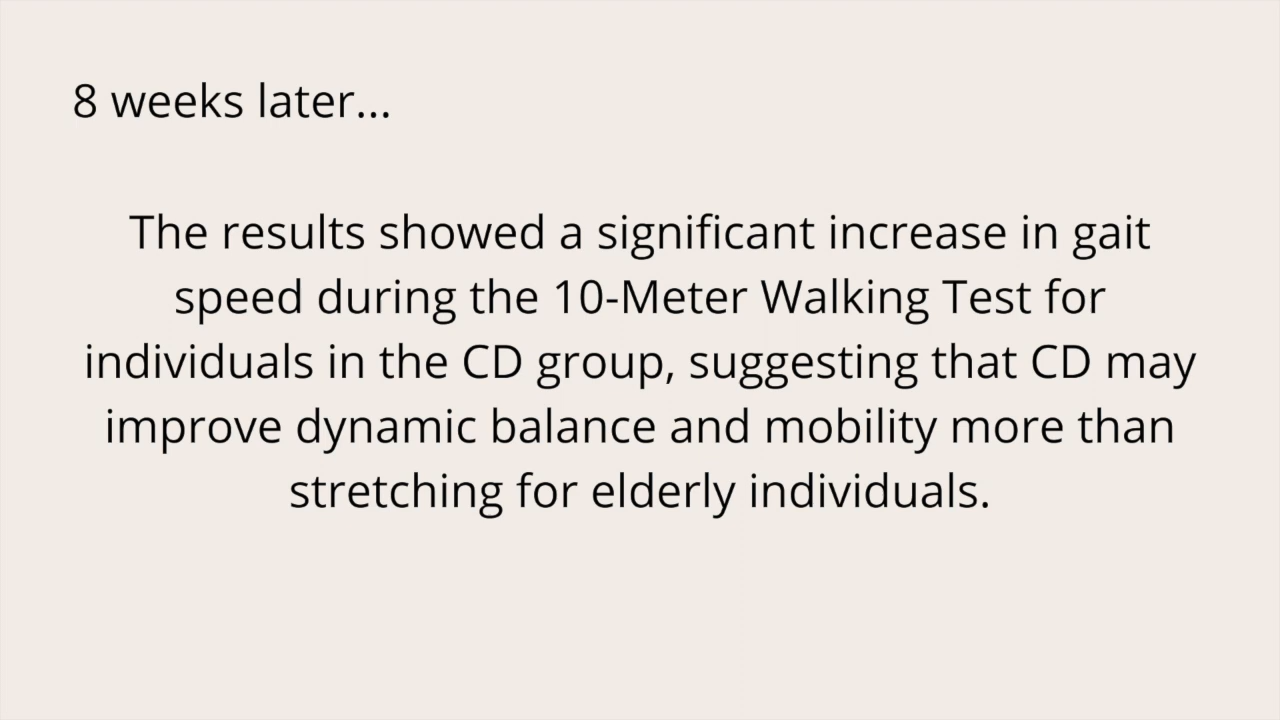 8 weeks later...
The results showed a significant increase in gait
speed during the 10-Meter Walking Test for
individuals in the CD group, suggesting that CD may
improve dynamic balance and mobility more than
stretching for elderly individuals.